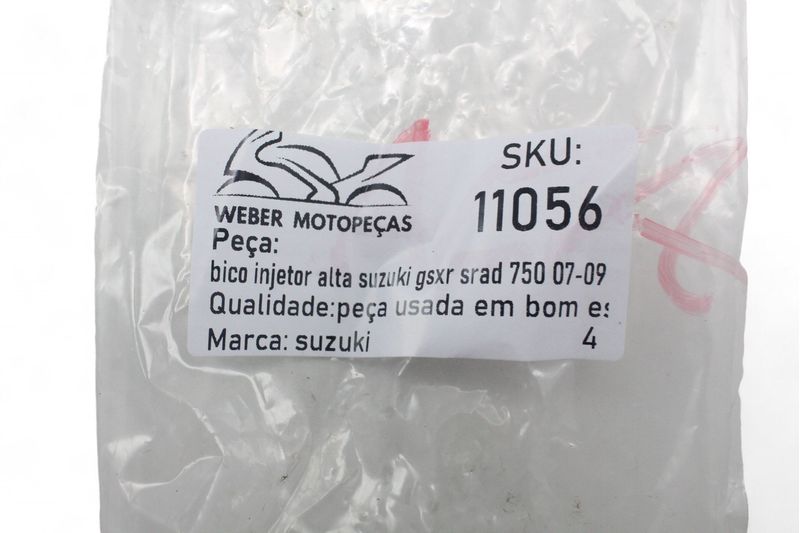 WEBER MOTOPEÇAS
SKU:
11056
Peça:
bico injetor alta suzuki gsxr srad 750 07-09
Qualidade:peça usada em bom es
Marca: suzuki
4